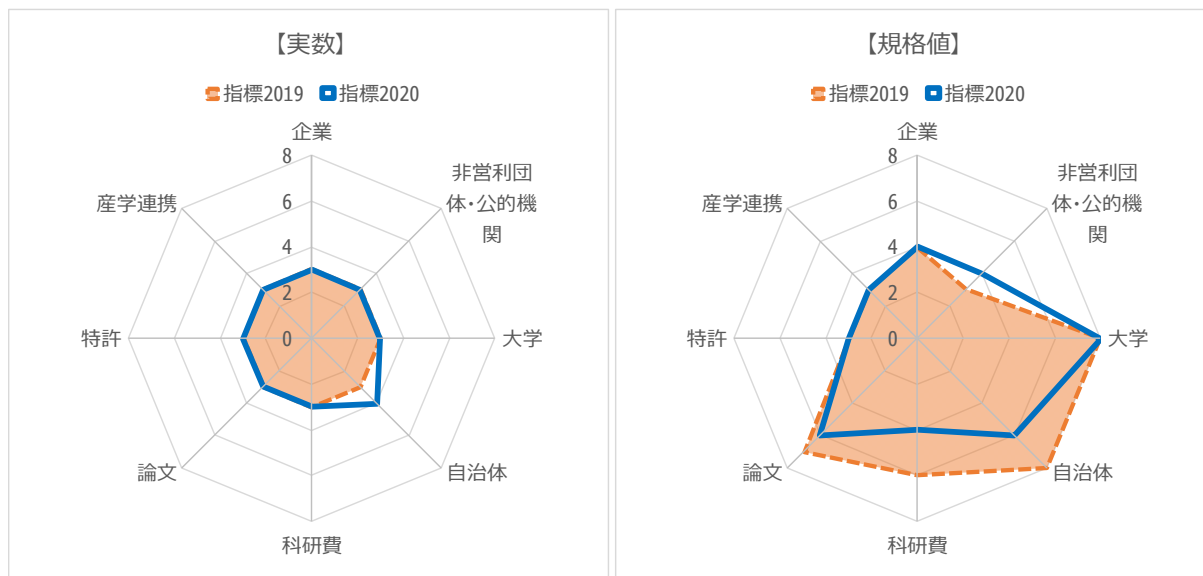 【実数】
指標2019 指標2020
企業
非営利団
体・公的機
関
大学
自治体
科研費
論文
特許
産学連携
8
6
4
2
0
【規格値】
指標2019 指標2020
企業
非営利団
体・公的機
関
大学
自治体
科研費
論文
特許
産学連携
8
6
4
2
0